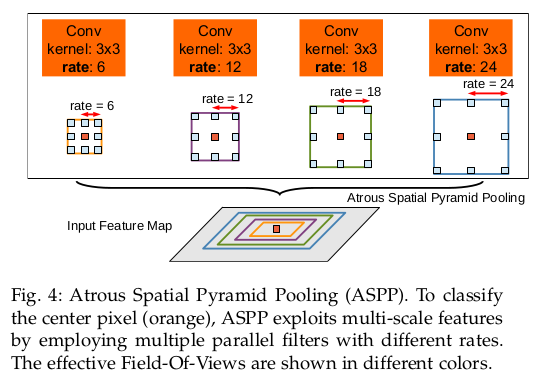 Conv
kernel: 3x3
rate: 6
Conv
kernel: 3x3
rate: 12
Conv
kernel: 3x3
rate: 18
Conv
kernel: 3x3
rate: 24
rate = 6
rate = 12
rate = 18
rate = 24
Atrous Spatial Pyramid Pooling
Input Feature Map
Fig. 4: Atrous Spatial Pyramid Pooling (ASPP). To classify
the center pixel (orange), ASPP exploits multi-scale features
by employing multiple parallel filters with different rates.
The effective Field-Of-Views are shown in different colors.